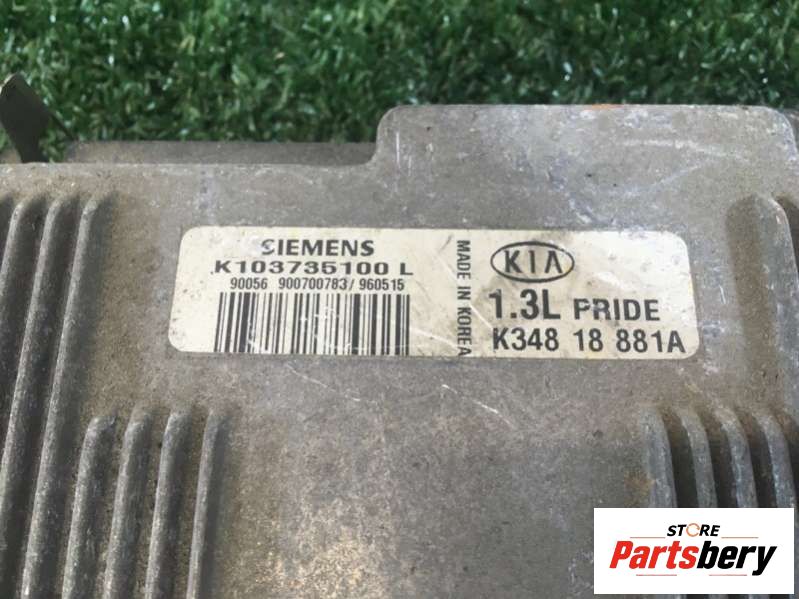 SIEMENS
K103735100 L
90056 900700783/ 960515
MADE IN KOREA
KIA
1.3L PRIDE
K348 18 881A
STORE
Partsbery